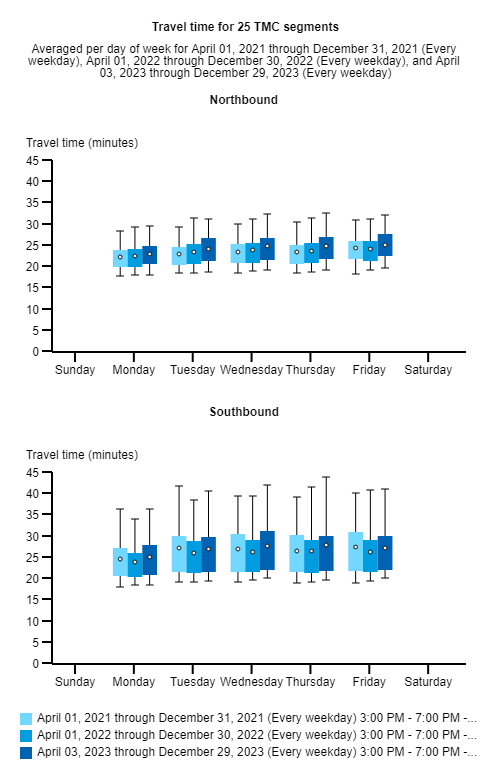 Travel time for 25 TMC segments
Averaged per day of week for April 01, 2021 through December 31, 2021 (Every
weekday), April 01, 2022 through December 30, 2022 (Every weekday), and April
03, 2023 through December 29, 2023 (Every weekday)
Northbound
Travel time (minutes)
45
40
35
30
25
20
15
10
5
0
Sunday Monday Tuesday Wednesday Thursday Friday Saturday
Southbound
Travel time (minutes)
45
40
35
30
25
20
15
10
5
0
Sunday Monday Tuesday Wednesday Thursday Friday Saturday
April 01, 2021 through December 31, 2021 (Every weekday) 3:00 PM - 7:00 PM -...
April 01, 2022 through December 30, 2022 (Every weekday) 3:00 PM - 7:00 PM -...
April 03, 2023 through December 29, 2023 (Every weekday) 3:00 PM - 7:00 PM -...